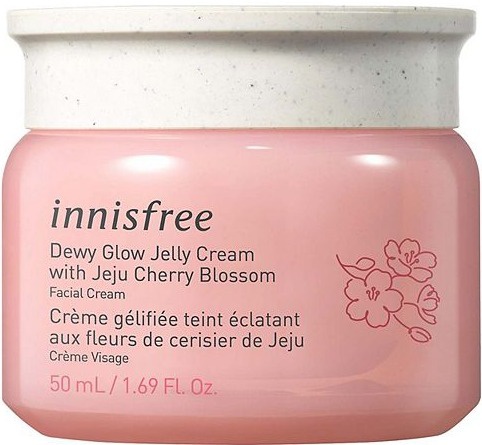 innisfree
Dewy Glow Jelly Cream
with Jeju Cherry Blossom
Facial Cream
Crème gélifiée teint éclatant
aux fleurs de cerisier de Jeju
Crème Visage
50 mL / 1.69 Fl. Oz.